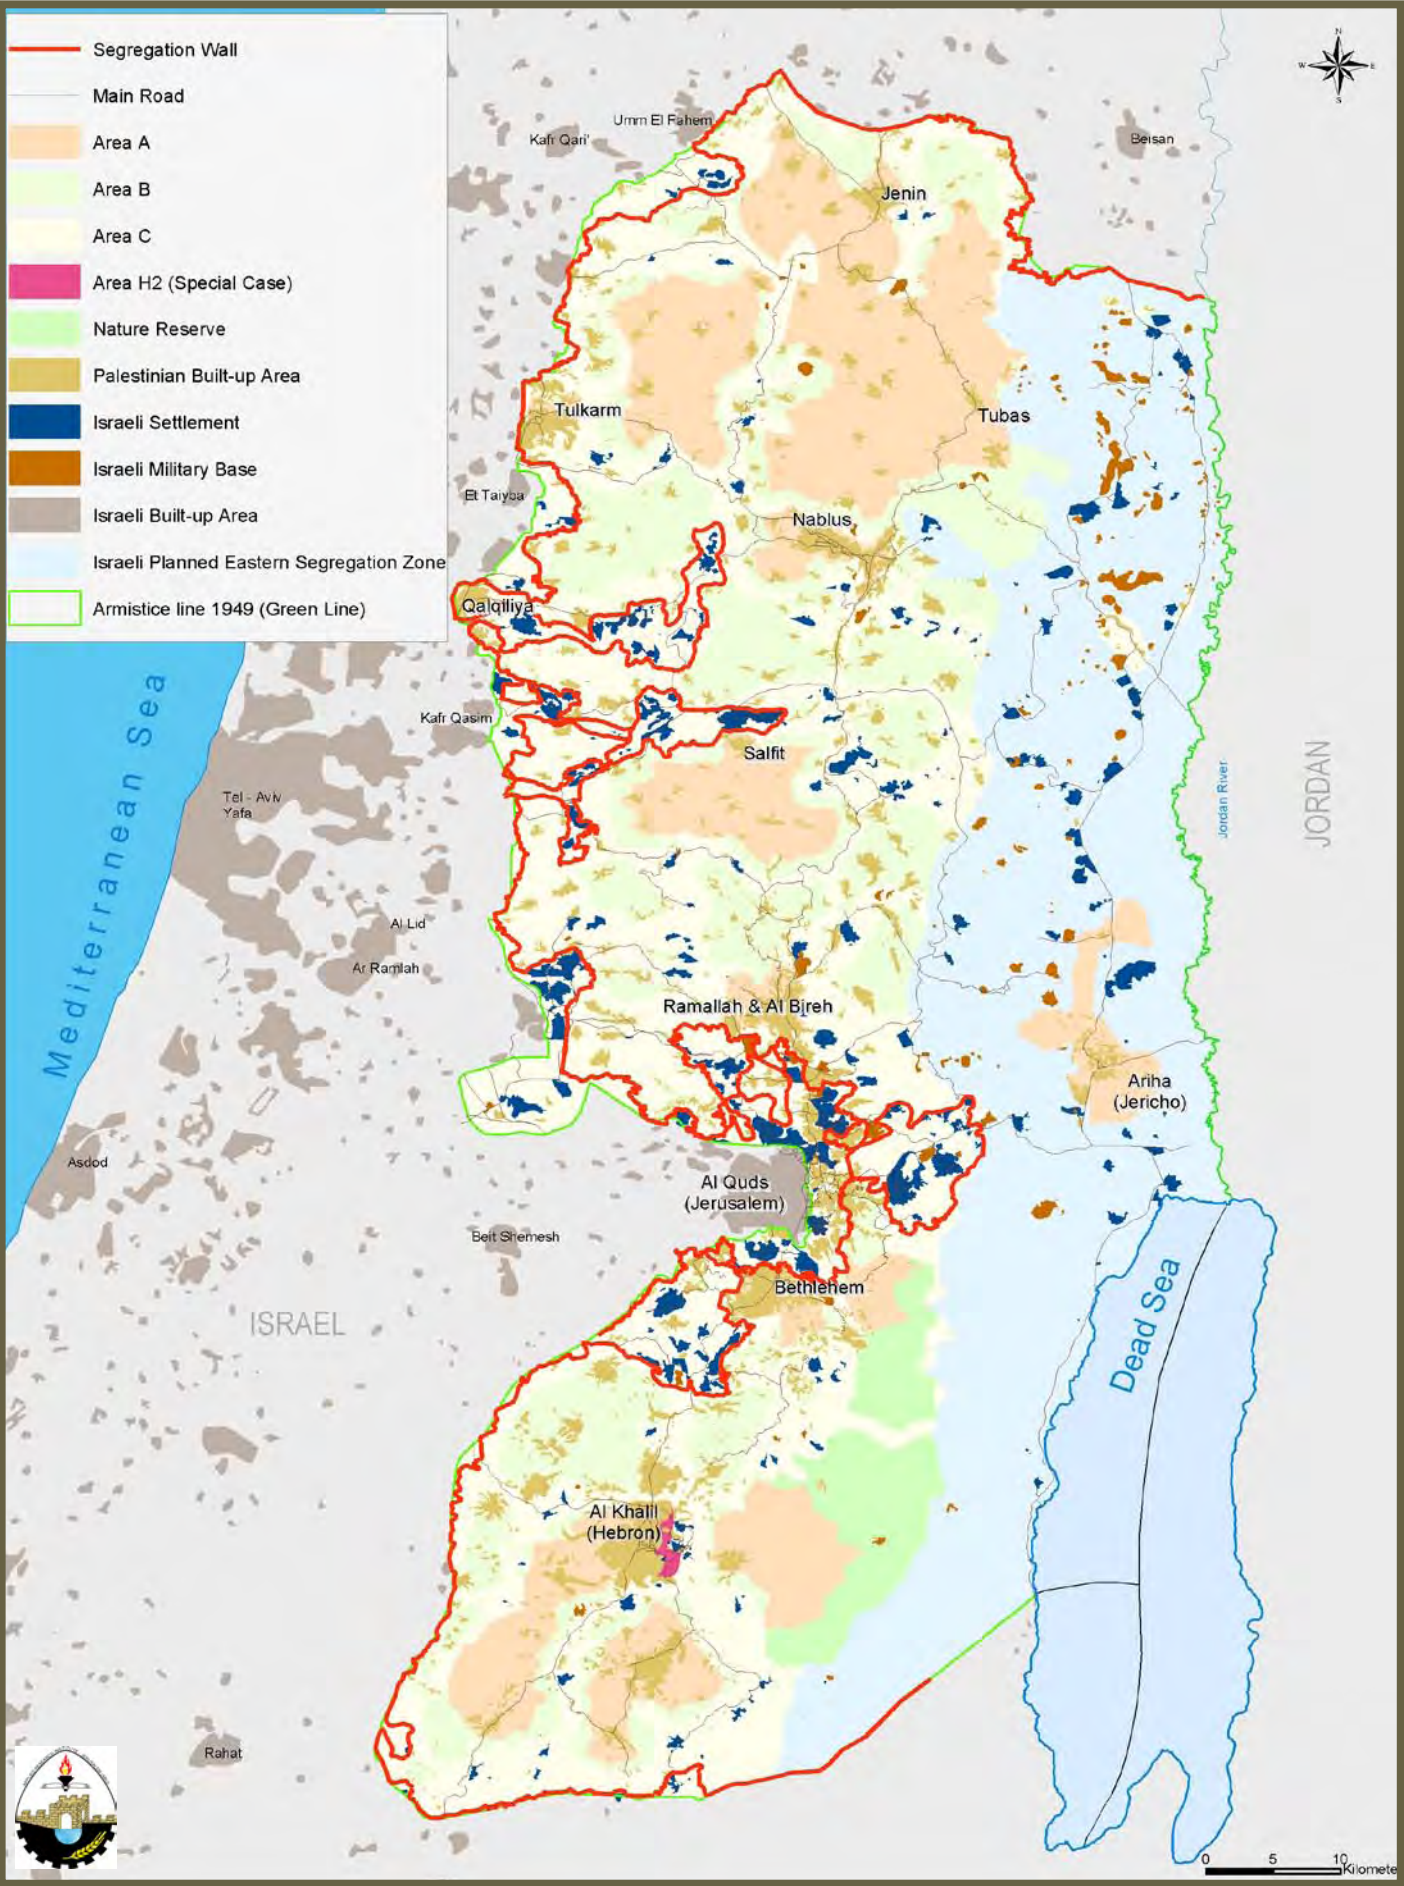 Segregation Wall
Main Road
Area A
Area B
Area C
Area H2 (Special Case)
Nature Reserve
Palestinian Built-up Area
Israeli Settlement
Israeli Military Base
Israeli Built-up Area
Israeli Planned Eastern Segregation Zone
Armistice line 1949 (Green Line)
N
W
E
S
Umm El Fahem
Kafr Qari'
Beisan
Jenin
Tulkarm
Tubas
Et Taiyba
Nablus
Qalqiliya
Kafr Qasim
Salfit
Mediterranean Sea
Tel - Aviv
Yafa
Jordan River
JORDAN
Al Lid
Ar Ramlah
Ramallah & Al Bireh
Ariha
(Jericho)
Asdod
Al Quds
(Jerusalem)
Beit Shemesh
Bethlehem
ISRAEL
Dead Sea
Al Khalil
(Hebron)
Rahat
0
5
10
Kilomete